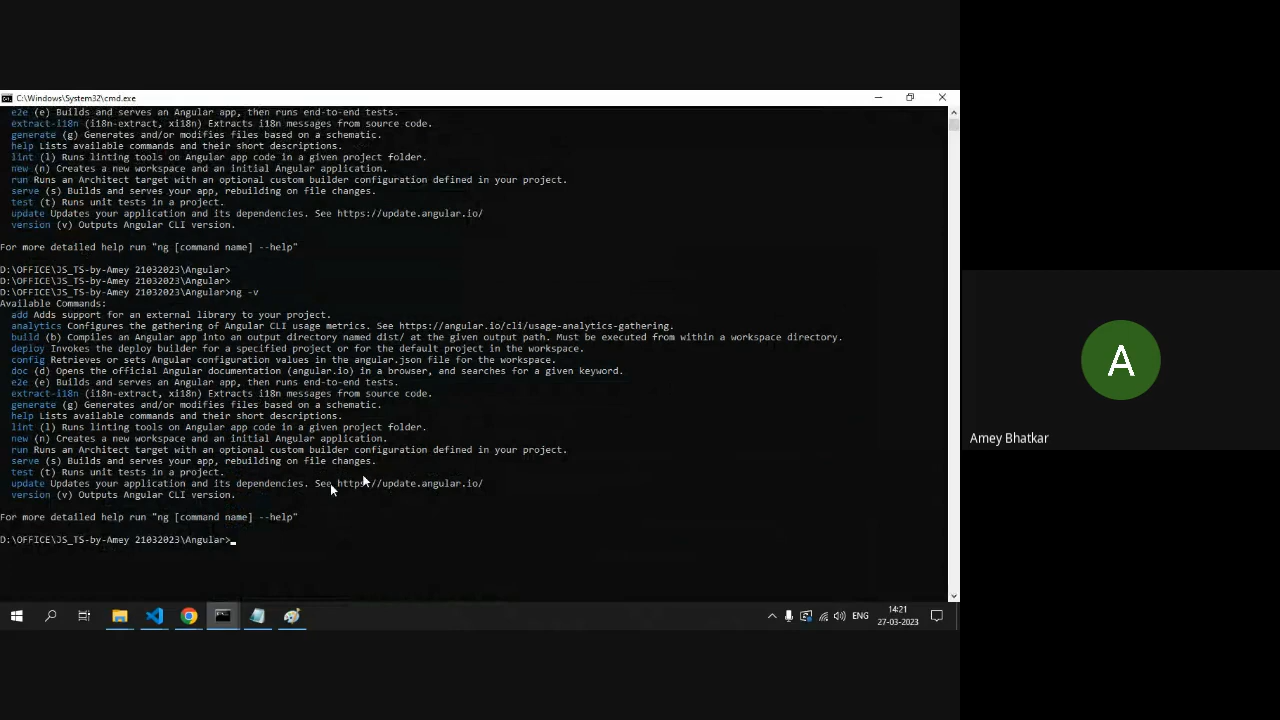 C:\Windows\System32\cmd.exe
e2e (e) Builds and serves an Angular app, then runs end-to-end tests.
extract-i18n (i18n-extract, xi18n) Extracts i18n messages from source code.
generate (g) Generates and/or modifies files based on a schematic.
help Lists available commands and their short descriptions.
lint (l) Runs linting tools on Angular app code in a given project folder.
new (n) Creates a new workspace and an initial Angular application.
run Runs an Architect target with an optional custom builder configuration defined in your project.
serve (s) Builds and serves your app, rebuilding on file changes.
test (t) Runs unit tests in a project.
update Updates your application and its dependencies. See https://update.angular.io/
version (v) Outputs Angular CLI version.
For more detailed help run "ng [command name] --help"
D:\OFFICE\JS_TS-by-Amey 21032023\Angular>
D:\OFFICE\JS_TS-by-Amey 21032023\Angular>
D:\OFFICE\JS_TS-by-Amey 21032023\Angular>ng -v
Available Commands:
add Adds support for an external library to your project.
analytics Configures the gathering of Angular CLI usage metrics. See https://angular.io/cli/usage-analytics-gathering.
build (b) Compiles an Angular app into an output directory named dist/ at the given output path. Must be executed from within a workspace directory.
deploy Invokes the deploy builder for a specified project or for the default project in the workspace.
config Retrieves or sets Angular configuration values in the angular.json file for the workspace.
doc (d) Opens the official Angular documentation (angular.io) in a browser, and searches for a given keyword.
e2e (e) Builds and serves an Angular app, then runs end-to-end tests.
extract-i18n (i18n-extract, xi18n) Extracts i18n messages from source code.
generate (g) Generates and/or modifies files based on a schematic.
help Lists available commands and their short descriptions.
lint (l) Runs linting tools on Angular app code in a given project folder.
new (n) Creates a new workspace and an initial Angular application.
run Runs an Architect target with an optional custom builder configuration defined in your project.
serve (s) Builds and serves your app, rebuilding on file changes.
test (t) Runs unit tests in a project.
update Updates your application and its dependencies. See https://update.angular.io/
version (v) Outputs Angular CLI version.
For more detailed help run "ng [command name] --help"
D:\OFFICE\JS_TS-by-Amey 21032023\Angular>
A
Amey Bhatkar
ENG
14:21
27-03-2023